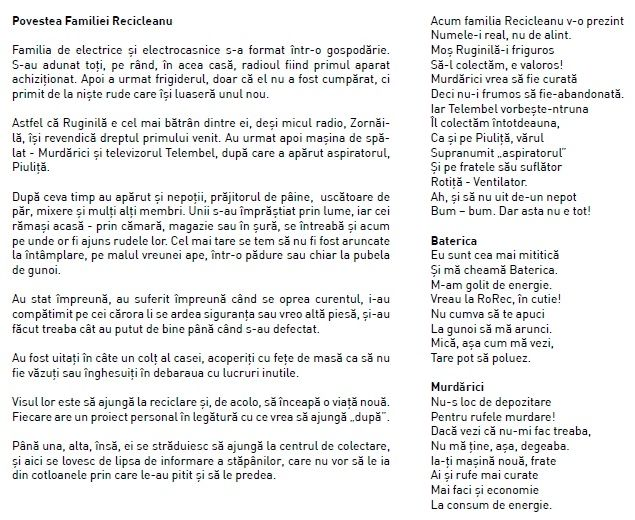 Povestea Familiei Recicleanu
Familia de electrice și electrocasnice s-a format într-o gospodărie.
S-au adunat toți, pe rând, în acea casă, radioul fiind primul aparat
achiziționat. Apoi a urmat frigiderul, doar că el nu a fost cumpărat, ci
primit de la niște rude care își luaseră unul nou.
Astfel că Ruginilă e cel mai bătrân dintre ei, deși micul radio, Zornăi-
lă, își revendică dreptul primului venit. Au urmat apoi mașina de spă-
lat - Murdărici și televizorul Telembel, după care a apărut aspiratorul,
Piuliță.
După ceva timp au apărut și nepoții, prăjitorul de pâine, uscătoare de
păr, mixere și mulți alți membri. Unii s-au împrăștiat prin lume, iar cei
rămași acasă - prin cămară, magazie sau în șură, se întreabă și acum
pe unde or fi ajuns rudele lor. Cel mai tare se tem să nu fi fost aruncate
la întâmplare, pe malul vreunei ape, într-o pădure sau chiar la pubela
de gunoi.
Au stat împreună, au suferit împreună când se oprea curentul, i-au
compătimit pe cei cărora li se ardea siguranța sau vreo altă piesă, și-au
făcut treaba cât au putut de bine până când s-au defectat.
Au fost uitați în câte un colț al casei, acoperiți cu fețe de masă ca să nu
fie văzuți sau înghesuiți în debaraua cu lucruri inutile.
Visul lor este să ajungă la reciclare și, de acolo, să înceapă o viață nouă.
Fiecare are un proiect personal în legătură cu ce vrea să ajungă „după”.
Până una, alta, însă, ei se străduiesc să ajungă la centrul de colectare,
și aici se lovesc de lipsa de informare a stăpânilor, care nu vor să le ia
din cotloanele prin care le-au pitit și să le predea.
Acum familia Recicleanu v-o prezint
Numele-i real, nu de alint.
Moș Ruginilă-i friguros
Să-l colectăm, e valoros!
Murdărici vrea să fie curată
Deci nu-i frumos să fie-abandonată.
Iar Telembel vorbește-ntruna
Îl colectăm întotdeauna,
Ca și pe Piuliță, vărul
Supranumit „aspiratorul”
Și pe fratele său suflător
Rotiță - Ventilator.
Ah, și să nu uit de-un nepot
Bum – bum. Dar asta nu e tot!
Baterica
Eu sunt cea mai mititică
Și mă cheamă Baterica.
M-am golit de energie.
Vreau la RoRec, în cutie!
Nu cumva să te apuci
La gunoi să mă arunci.
Mică, așa cum mă vezi,
Tare pot să poluez.
Murdărici
Nu-s loc de depozitare
Pentru rufele murdare!
Dacă vezi că nu-mi fac treaba,
Nu mă ține, așa, degeaba.
Ia-ți mașină nouă, frate
Ai și rufe mai curate
Mai faci și economie
La consum de energie.